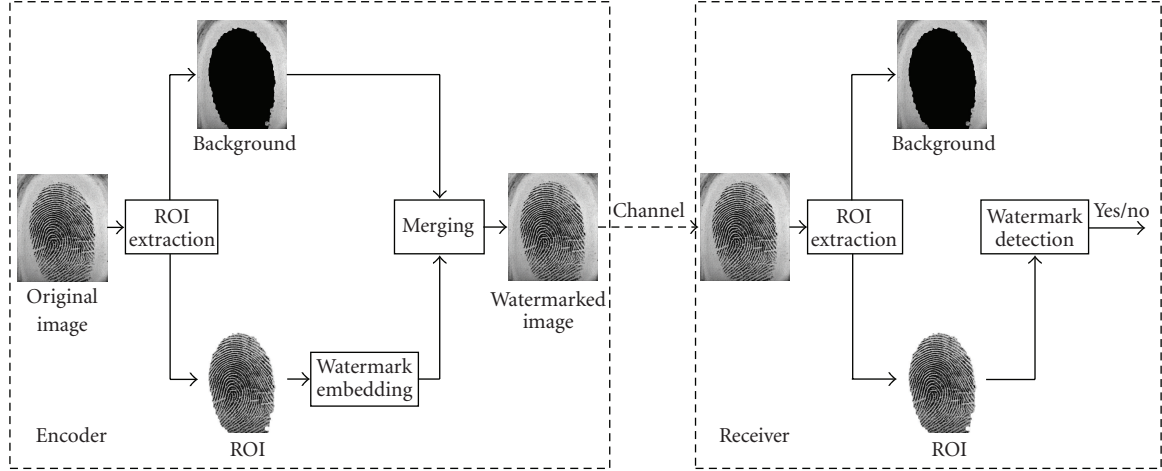 Background
ROI
extraction
Original
image
ROI
Watermark
embedding
Merging
Watermarked
image
Encoder
Channel
Background
ROI
extraction
ROI
Watermark
detection
Yes/no
Receiver